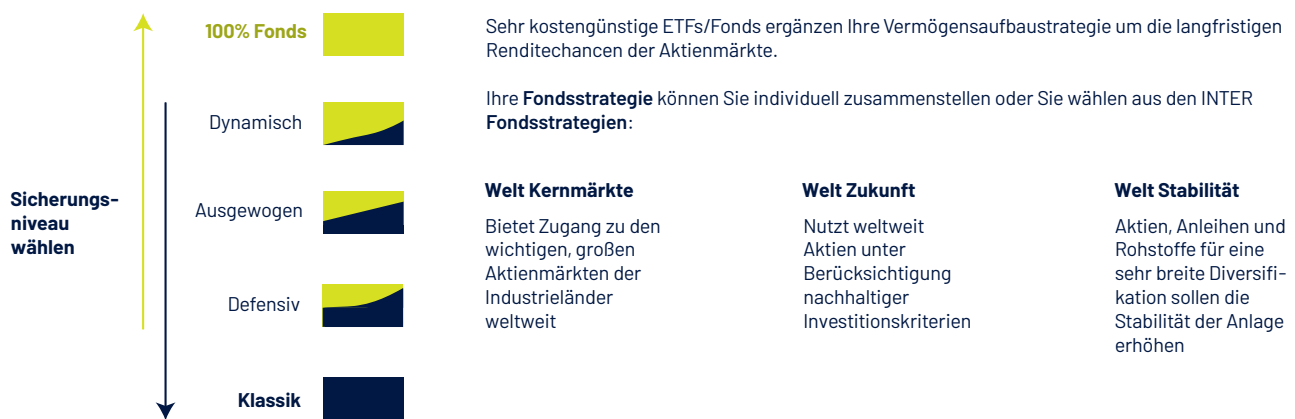 100% Fonds
Dynamisch
Sicherungs-
niveau
wählen
Ausgewogen
Defensiv
Klassik
Sehr kostengünstige ETFs/Fonds ergänzen Ihre Vermögensaufbaustrategie um die langfristigen
Renditechancen der Aktienmärkte.
Ihre Fondsstrategie können Sie individuell zusammenstellen oder Sie wählen aus den INTER
Fondsstrategien:
Welt Kernmärkte
Bietet Zugang zu den
wichtigen, großen
Aktienmärkten der
Industrieländer
weltweit
Welt Zukunft
Nutzt weltweit
Aktien unter
Berücksichtigung
nachhaltiger
Investitionskriterien
Welt Stabilität
Aktien, Anleihen und
Rohstoffe für eine
sehr breite Diversifi-
kation sollen die
Stabilität der Anlage
erhöhen